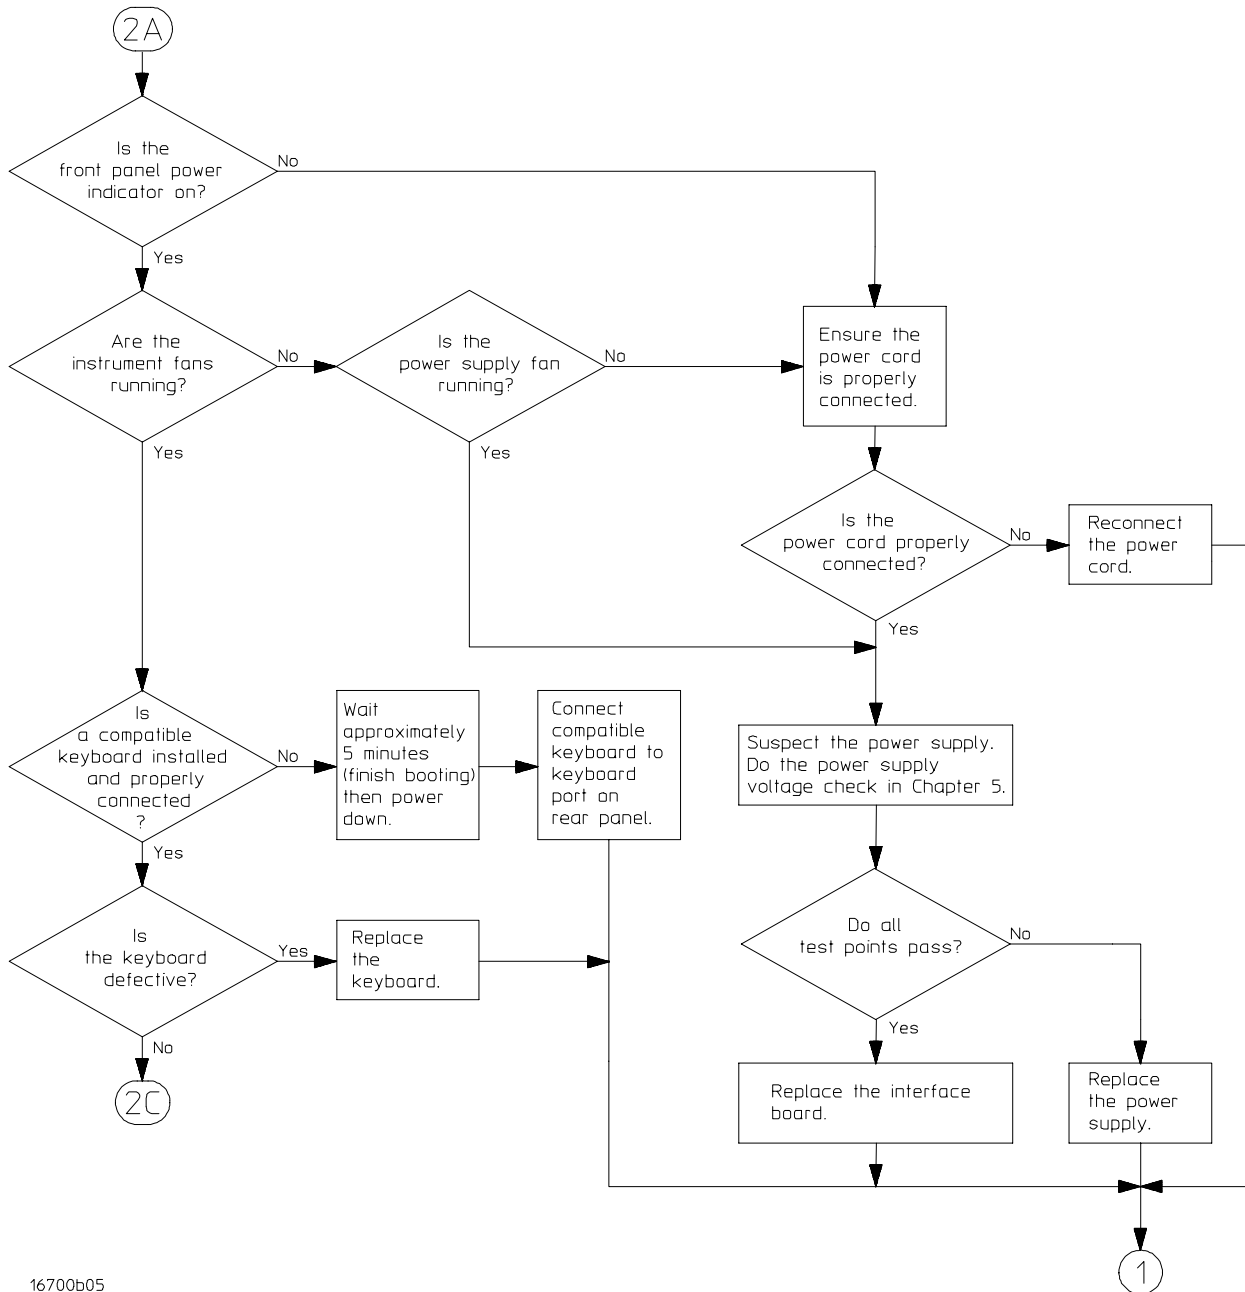 2A
Is the
front panel power
indicator on?
No
Yes
Are the
instrument fans
running?
No
Yes
Is the
power supply fan
running?
No
Yes
Ensure the
power cord
is properly
connected.
Is the
power cord properly
connected?
No
Yes
Reconnect
the power
cord.
Is
a compatible
keyboard installed
and properly
connected
?
No
Yes
Wait
approximately
5 minutes
(finish booting)
then power
down.
Connect
compatible
keyboard to
keyboard
port on
rear panel.
Suspect the power supply.
Do the power supply
voltage check in Chapter 5.
Is
the keyboard
defective?
Yes
No
Replace
the
keyboard.
Do all
test points pass?
No
Yes
2C
Replace the interface
board.
Replace
the power
supply.
1
16700b05